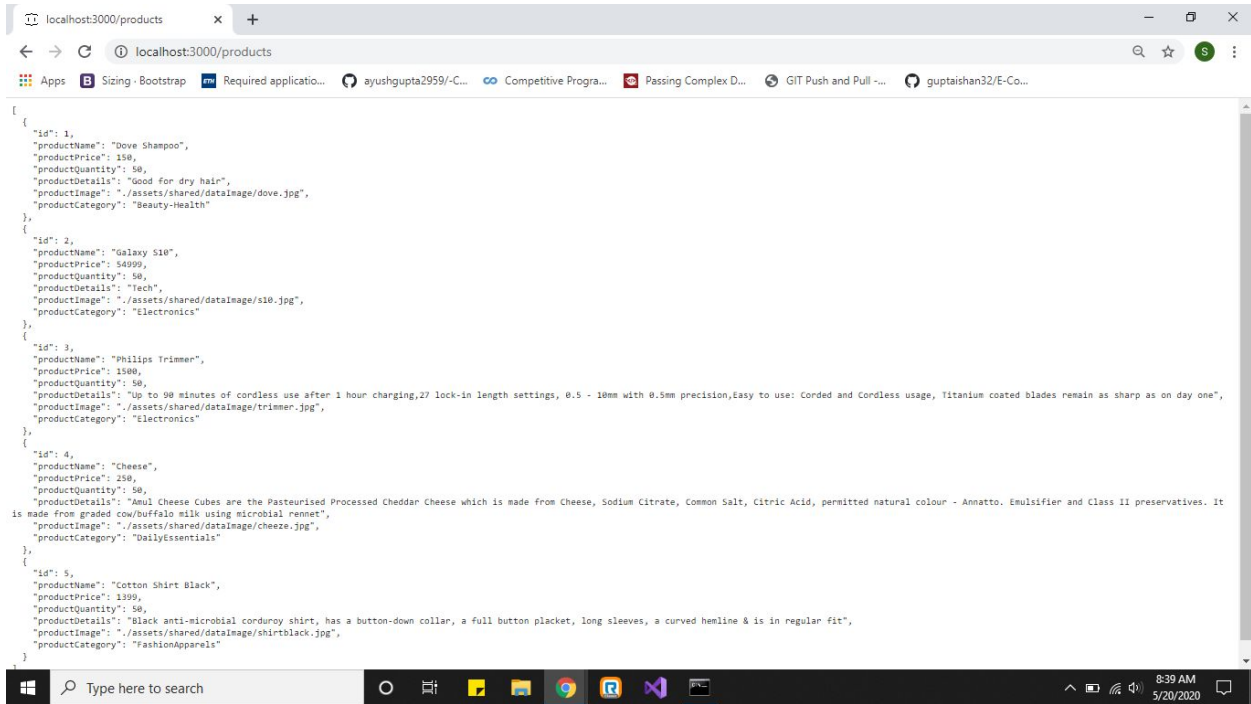 localhost:3000/products
localhost:3000/products
S
Apps
B Sizing · Bootstrap
ETH Required applicatio...
ayushgupta2959/-C...
Competitive Progra...
Passing Complex D...
GIT Push and Pull -...
guptaishan32/E-Co...
[
{
"id": 1,
"productName": "Dove Shampoo",
"productPrice": 150,
"productQuantity": 50,
"productDetails": "Good for dry hair",
"productImage": "./assets/shared/dataImage/dove.jpg",
"productCategory": "Beauty-Health"
},
{
"id": 2,
"productName": "Galaxy S10",
"productPrice": 54999,
"productQuantity": 50,
"productDetails": "Tech",
"productImage": "./assets/shared/dataImage/s10.jpg",
"productCategory": "Electronics"
},
{
"id": 3,
"productName": "Philips Trimmer",
"productPrice": 1500,
"productQuantity": 50,
"productDetails": "Up to 90 minutes of cordless use after 1 hour charging,27 lock-in length settings, 0.5 - 10mm with 0.5mm precision,Easy to use: Corded and Cordless usage, Titanium coated blades remain as sharp as on day one",
"productImage": "./assets/shared/dataImage/trimmer.jpg",
"productCategory": "Electronics"
},
{
"id": 4,
"productName": "Cheese",
"productPrice": 250,
"productQuantity": 50,
"productDetails": "Amul Cheese Cubes are the Pasteurised Processed Cheddar Cheese which is made from Cheese, Sodium Citrate, Common Salt, Citric Acid, permitted natural colour - Annatto. Emulsifier and Class II preservatives. It
is made from graded cow/buffalo milk using microbial rennet",
"productImage": "./assets/shared/dataImage/cheeze.jpg",
"productCategory": "DailyEssentials"
},
{
"id": 5,
"productName": "Cotton Shirt Black",
"productPrice": 1399,
"productQuantity": 50,
"productDetails": "Black anti-microbial corduroy shirt, has a button-down collar, a full button placket, long sleeves, a curved hemline & is in regular fit",
"productImage": "./assets/shared/dataImage/shirtblack.jpg",
"productCategory": "FashionApparels"
}
]
Type here to search
8:39 AM
5/20/2020